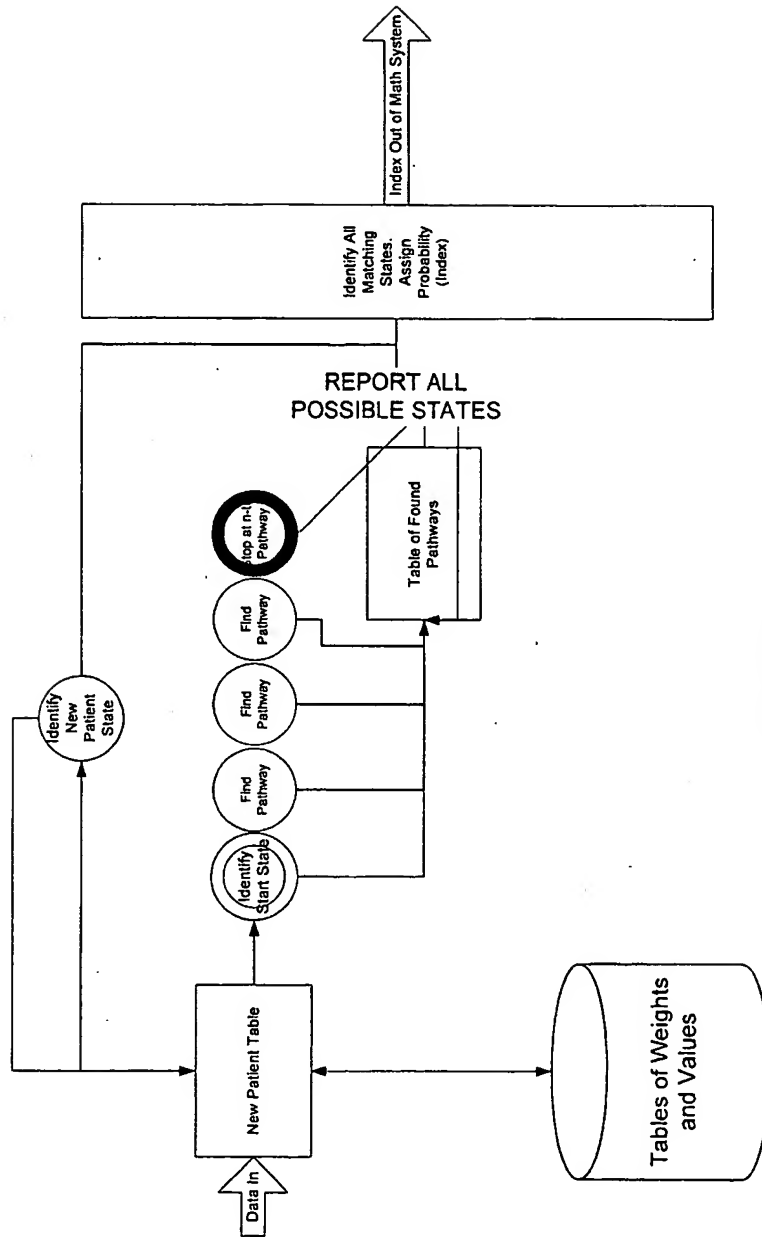 Data In
New Patient Table
Tables of Weights
and Values
Identify
New
Patient
State
Identify
Start State
Find
Pathway
Find
Pathway
Find
Pathway
at n-
Pathway
REPORT ALL
POSSIBLE STATES
Table of Found
Pathways
Identify All
Matching
States.
Assign
Probability
(Index)
Index Out of Math System